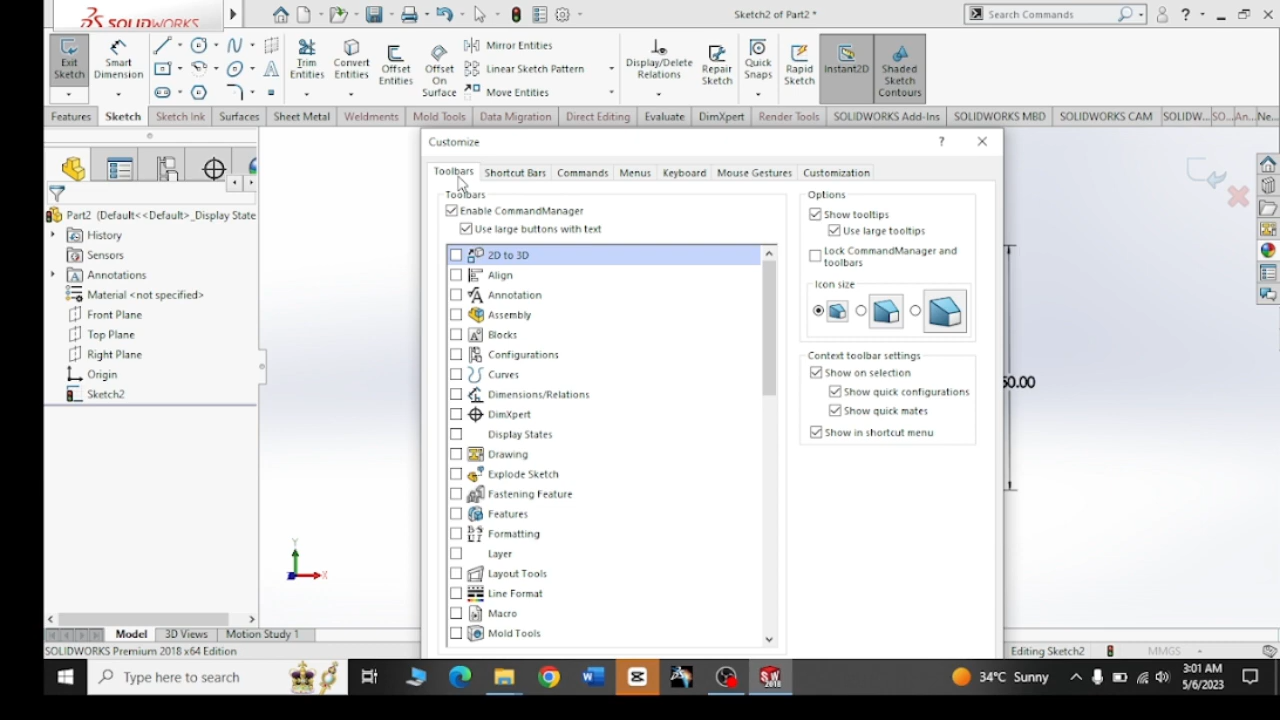 SOLIDWORKS
Sketch2 of Part2 *
Search Commands
Exit Sketch
Smart Dimension
Trim Entities
Convert Entities
Offset Entities
Offset On Surface
Mirror Entities
Linear Sketch Pattern
Move Entities
Display/Delete Relations
Repair Sketch
Quick Snaps
Rapid Sketch
Instant2D
Shaded Sketch Contours
Features
Sketch
Sketch Ink
Surfaces
Sheet Metal
Weldments
Mold Tools
Data Migration
Direct Editing
Evaluate
DimXpert
Render Tools
SOLIDWORKS Add-Ins
SOLIDWORKS MBD
SOLIDWORKS CAM
SOLIDW...
SO...
An...
Ne...
Part2 (Default<<Default>_Display State
History
Sensors
Annotations
Material <not specified>
Front Plane
Top Plane
Right Plane
Origin
Sketch2
Customize
Toolbars
Shortcut Bars
Commands
Menus
Keyboard
Mouse Gestures
Customization
Toolbars
Enable CommandManager
Use large buttons with text
2D to 3D
Align
Annotation
Assembly
Blocks
Configurations
Curves
Dimensions/Relations
DimXpert
Display States
Drawing
Explode Sketch
Fastening Feature
Features
Formatting
Layer
Layout Tools
Line Format
Macro
Mold Tools
Options
Show tooltips
Use large tooltips
Lock CommandManager and
toolbars
Icon size
Context toolbar settings
Show on selection
Show quick configurations
Show quick mates
Show in shortcut menu
50.00
Y
X
Model
3D Views
Motion Study 1
SOLIDWORKS Premium 2018 x64 Edition
Editing Sketch2
MMGS
Type here to search
34°C Sunny
3:01 AM
5/6/2023